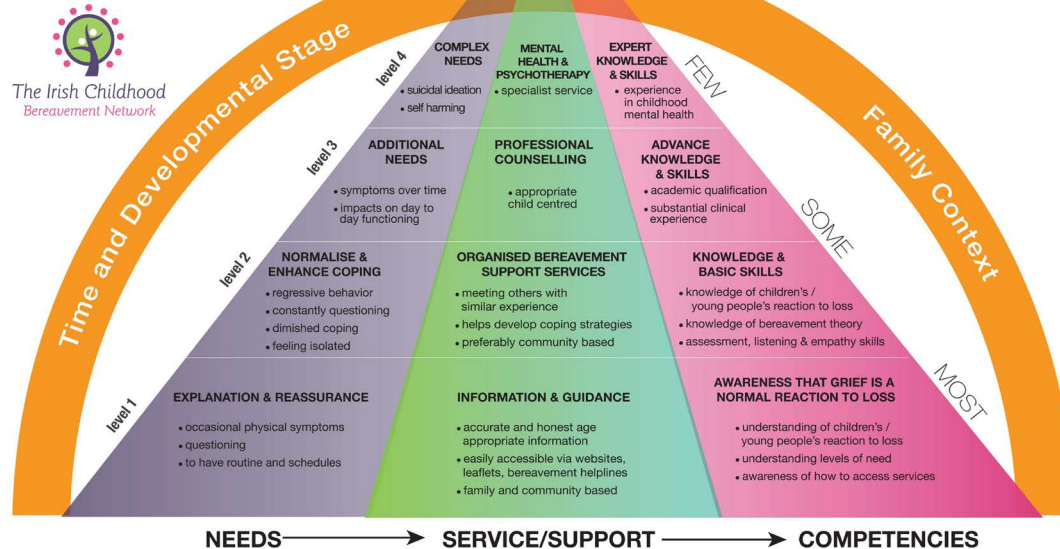 The Irish Childhood
Bereavement Network
Time and Developmental Stage
Family Context
level 4
COMPLEX
NEEDS
• suicidal ideation
• self harming
MENTAL
HEALTH &
PSYCHOTHERAPY
• specialist service
EXPERT
KNOWLEDGE
& SKILLS
• experience
in childhood
mental health
FEW
level 3
ADDITIONAL
NEEDS
• symptoms over time
• impacts on day to
day functioning
PROFESSIONAL
COUNSELLING
• appropriate
child centred
ADVANCE
KNOWLEDGE
& SKILLS
• academic qualification
• substantial clinical
experience
SOME
level 2
NORMALISE &
ENHANCE COPING
• regressive behavior
• constantly questioning
• dimished coping
• feeling isolated
ORGANISED BEREAVEMENT
SUPPORT SERVICES
• meeting others with
similar experience
• helps develop coping strategies
• preferably community based
KNOWLEDGE &
BASIC SKILLS
• knowledge of children's /
young people's reaction to loss
• knowledge of bereavement theory
• assessment, listening & empathy skills
MOST
level 1
EXPLANATION & REASSURANCE
• occasional physical symptoms
• questioning
• to have routine and schedules
INFORMATION & GUIDANCE
• accurate and honest age
appropriate information
• easily accessible via websites,
leaflets, bereavement helplines
• family and community based
AWARENESS THAT GRIEF IS A
NORMAL REACTION TO LOSS
• understanding of children's /
young people's reaction to loss
• understanding levels of need
• awareness of how to access services
NEEDS
SERVICE/SUPPORT
COMPETENCIES